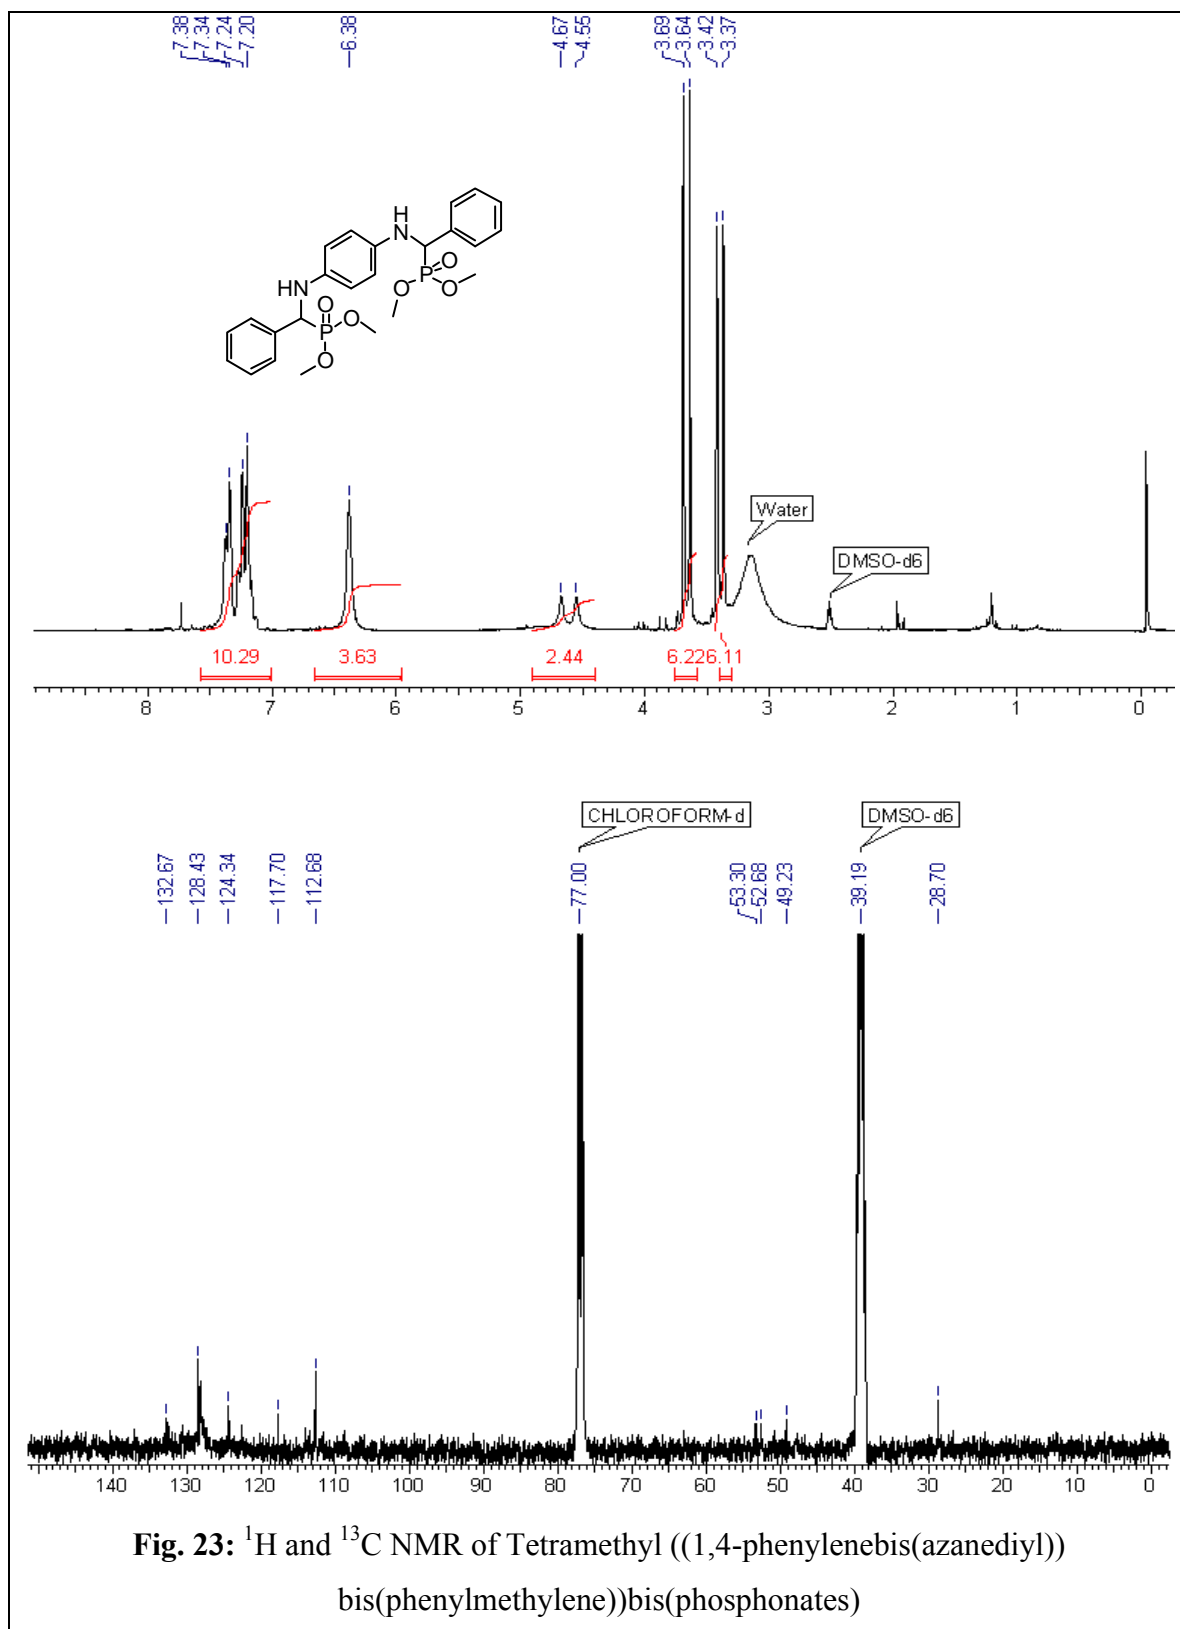 7.38
7.34
7.24
7.20
6.38
4.67
4.55
3.69
3.64
3.42
3.37
H
N
O
P
O
O
HN
O
P
O
O
Water
DMSO-d6
10.29
3.63
2.44
6.22
6.11
8 7 6 5 4 3 2 1 0
CHLOROFORM-d
DMSO-d6
132.67
128.43
124.34
117.70
112.68
77.00
53.30
52.68
49.23
39.19
28.70
140 130 120 110 100 90 80 70 60 50 40 30 20 10 0
Fig. 23: ¹H and ¹³C NMR of Tetramethyl ((1,4-phenylenebis(azanediyl))
bis(phenylmethylene))bis(phosphonates)